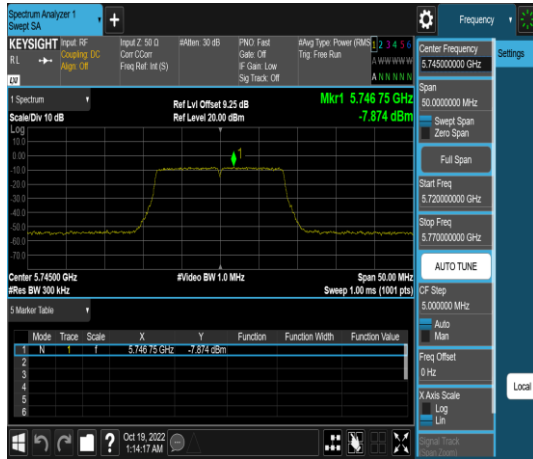 Spectrum Analyzer 1
Swept SA
Frequency
KEYSIGHT
RL
Input: RF
Coupling: DC
Align: Off
Input Z: 50 Ω
Corr CCorr
Freq Ref: Int (S)
#Atten: 30 dB
PNO: Fast
Gate: Off
IF Gain: Low
Sig Track: Off
#Avg Type: Power (RMS
Trig: Free Run
1 2 3 4 5 6
A W W W W W
A N N N N N
1 Spectrum
Scale/Div 10 dB
Ref Lvl Offset 9.25 dB
Ref Level 20.00 dBm
Mkr1 5.746 75 GHz
-7.874 dBm
Log
10.0
0.00
-10.0
-20.0
-30.0
-40.0
-50.0
-60.0
-70.0
1
Center 5.74500 GHz
#Res BW 300 kHz
#Video BW 1.0 MHz
Span 50.00 MHz
Sweep 1.00 ms (1001 pts)
5 Marker Table
Mode Trace Scale X Y Function Function Width Function Value
1 N 1 f 5.746 75 GHz -7.874 dBm
2
3
4
5
6
Oct 19, 2022
1:14:17 AM
Center Frequency
5.745000000 GHz
Span
50.0000000 MHz
Swept Span
Zero Span
Full Span
Start Freq
5.720000000 GHz
Stop Freq
5.770000000 GHz
AUTO TUNE
CF Step
5.000000 MHz
Auto
Man
Freq Offset
0 Hz
X Axis Scale
Log
Lin
Signal Track
(Span Zoom)
Settings
Local